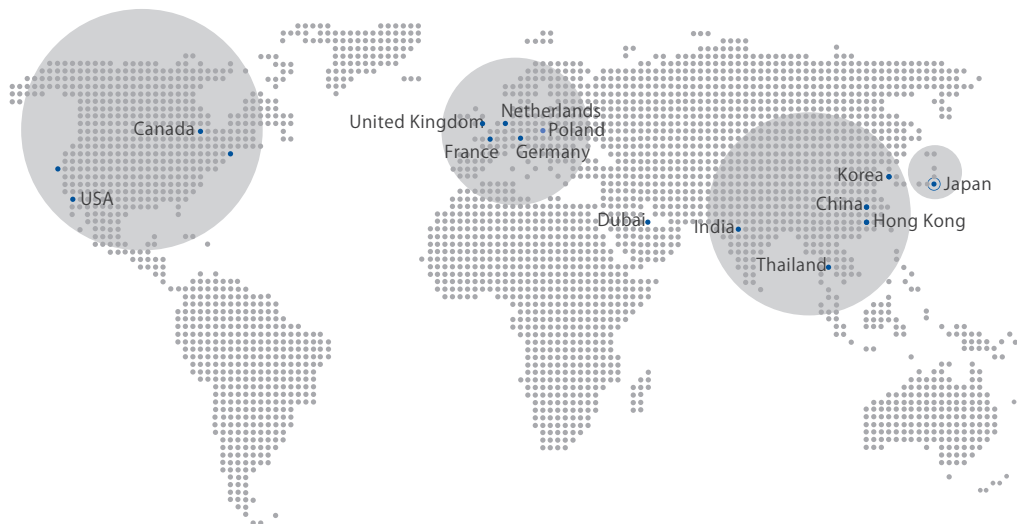 Canada
USA
United Kingdom
Netherlands
Poland
France
Germany
Dubai
India
Korea
Japan
China
Hong Kong
Thailand